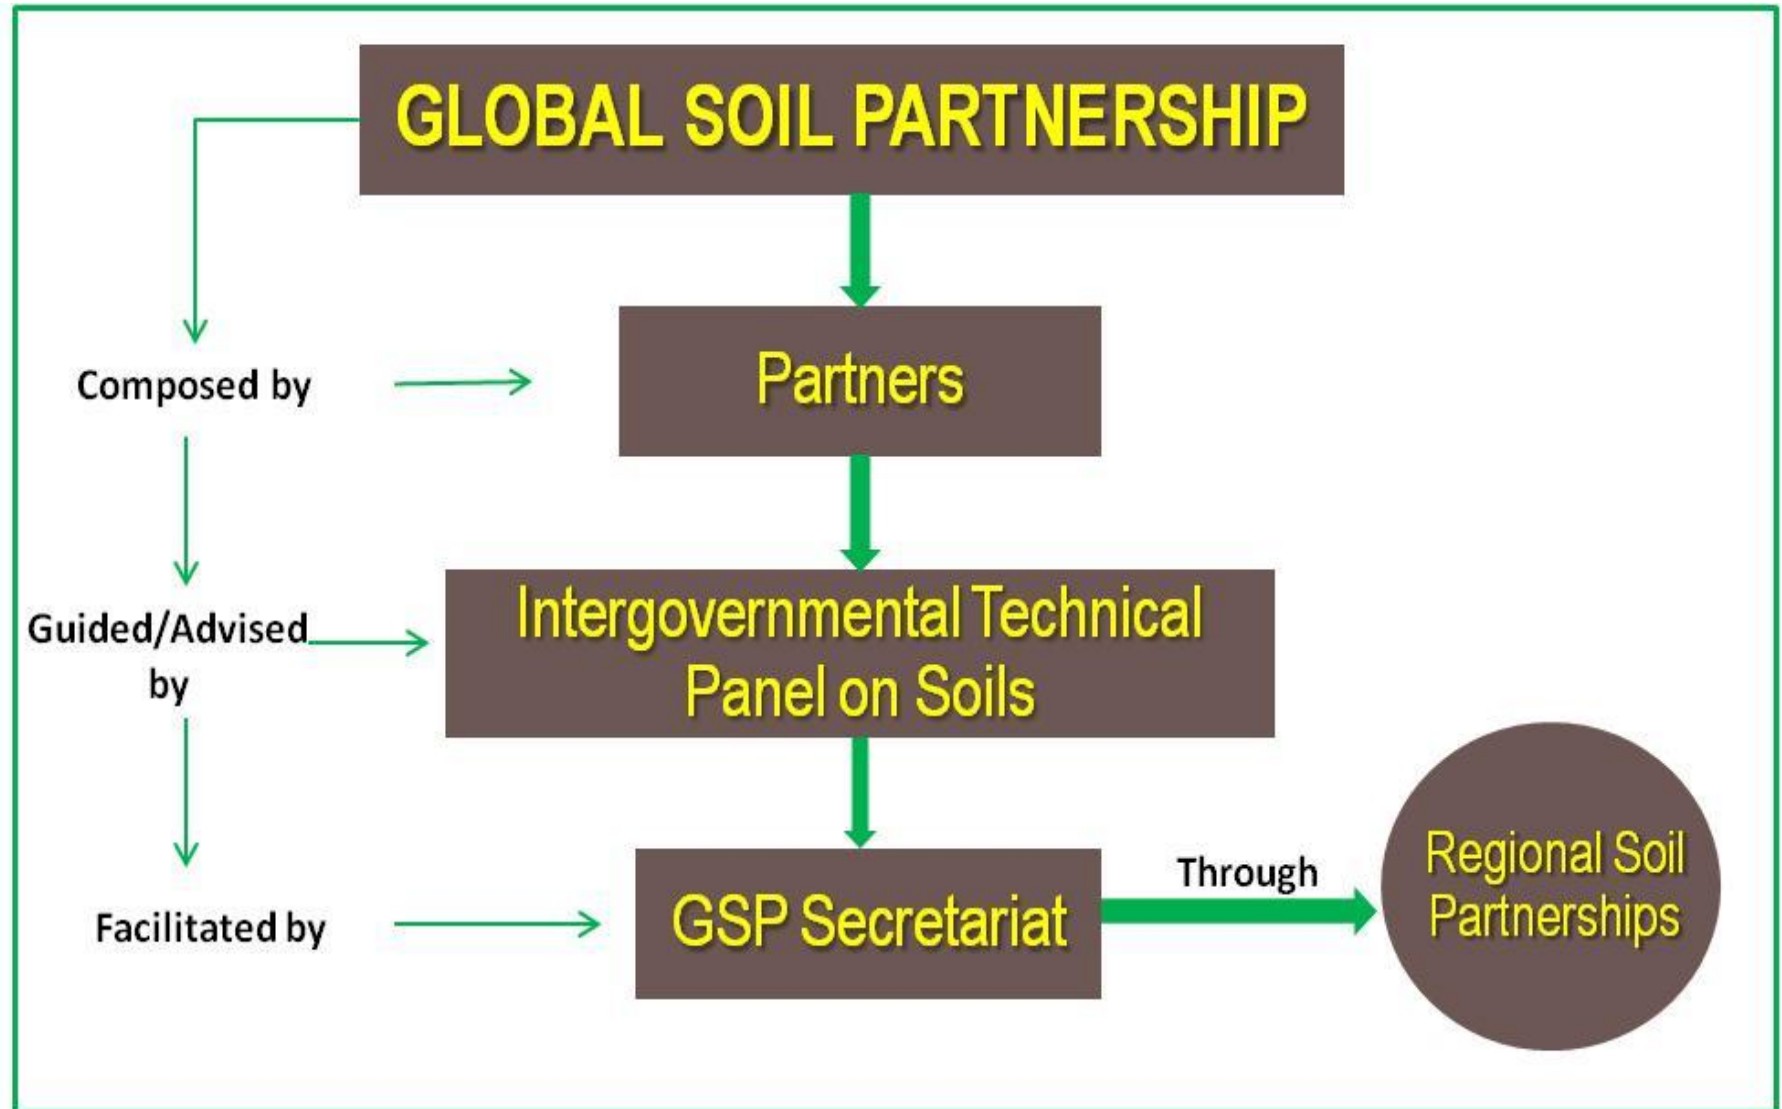 GLOBAL SOIL PARTNERSHIP
Composed by
Partners
Guided/Advised
by
Intergovernmental Technical
Panel on Soils
Facilitated by
GSP Secretariat
Through
Regional Soil
Partnerships